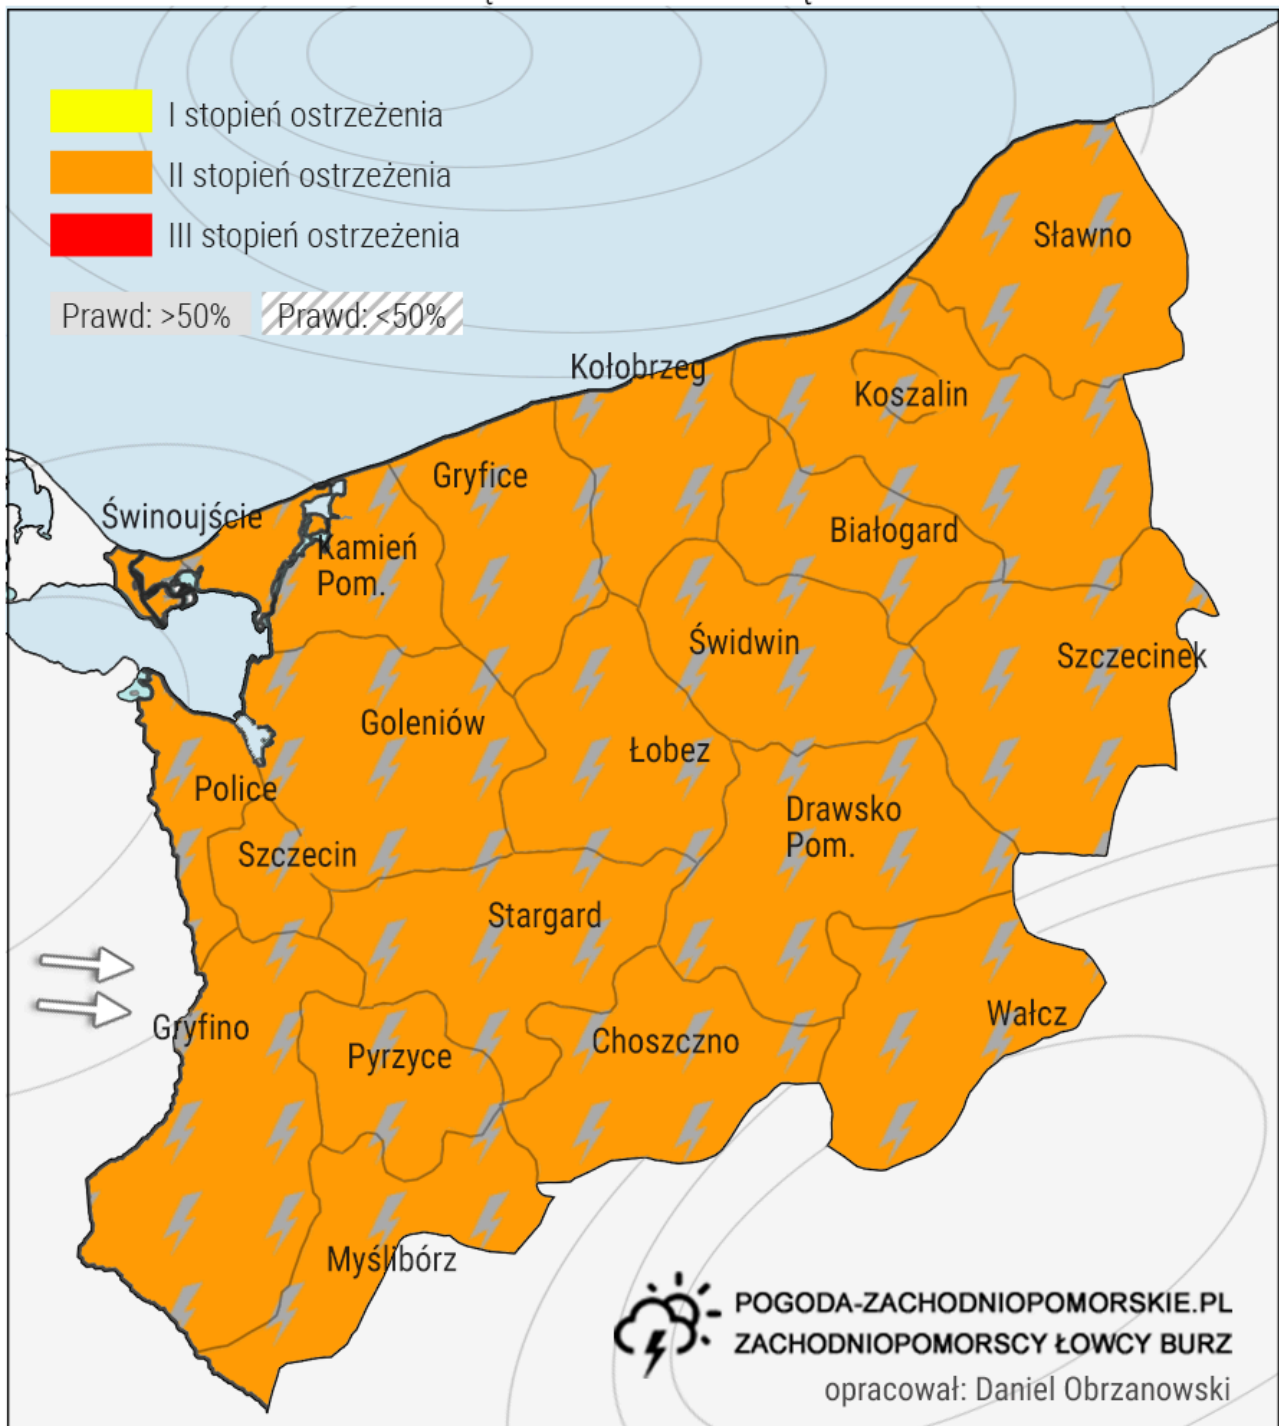 I stopień ostrzeżenia
II stopień ostrzeżenia
III stopień ostrzeżenia
Prawd: >50% Prawd: <50%
Sławno
Kołobrzeg
Koszalin
Gryfice
Świnoujście
Białogard
Kamień
Pom.
Świdwin
Szczecinek
Goleniów
Łobez
Police
Drawsko
Pom.
Szczecin
Stargard
Wałcz
Gryfino
Choszczno
Pyrzyce
Myślibórz
POGODA-ZACHODNIOPOMORSKIE.PL
ZACHODNIOPOMORSCY ŁOWCY BURZ
opracował: Daniel Obrzanowski